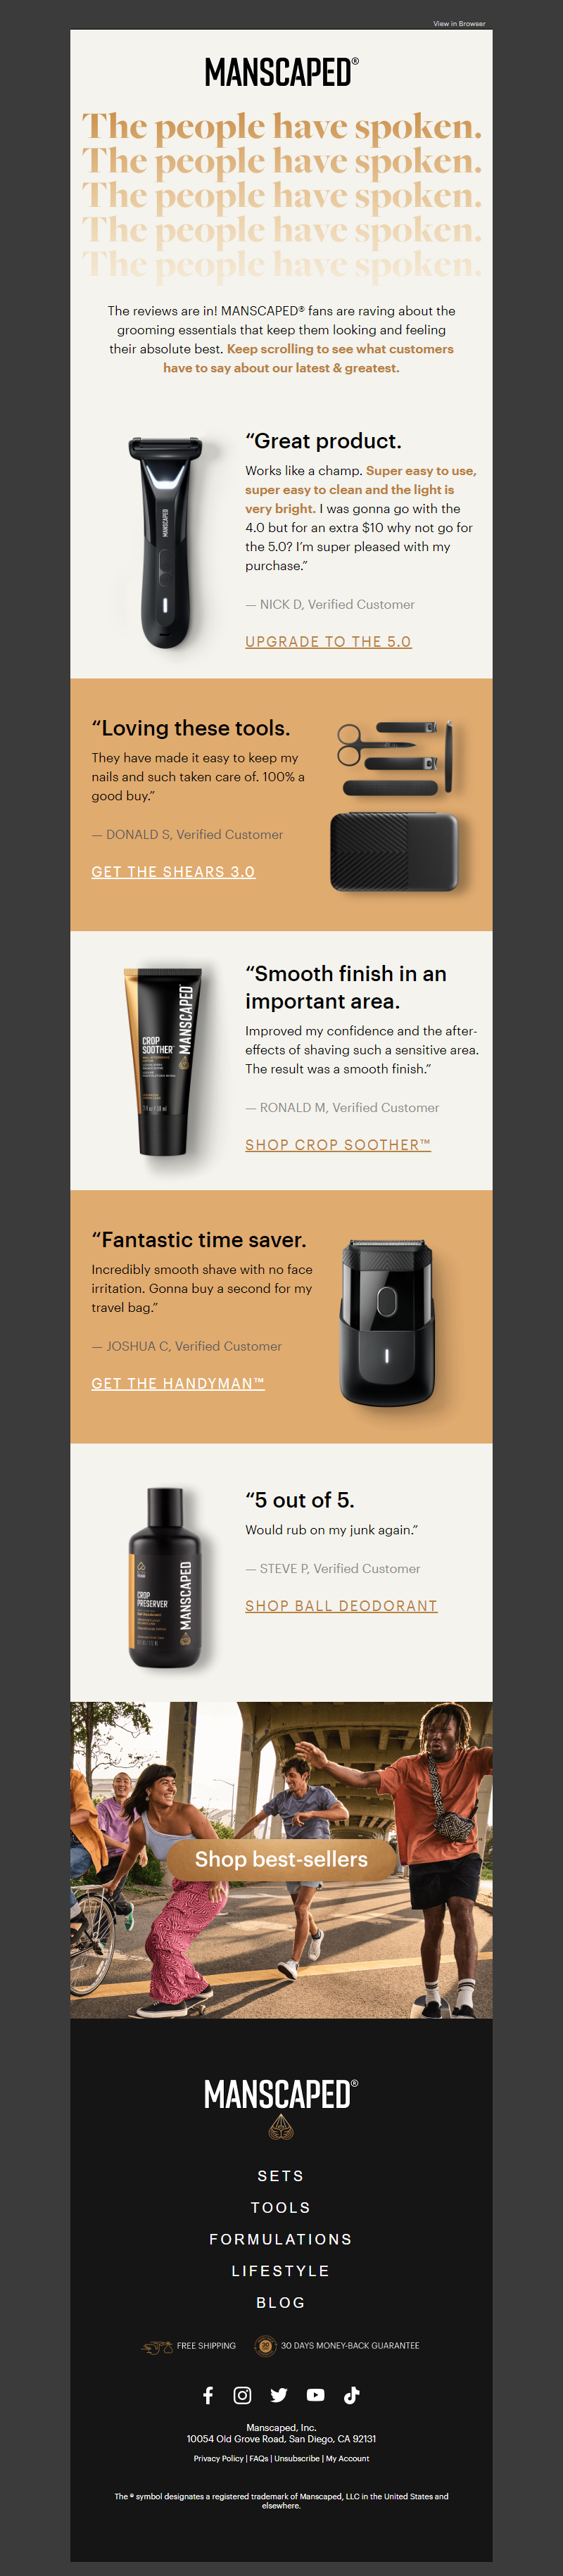 View in Browser
MANSCAPED®
The people have spoken.
The people have spoken.
The people have spoken.
The people have spoken.
The people have spoken.
The reviews are in! MANSCAPED® fans are raving about the
grooming essentials that keep them looking and feeling
their absolute best. Keep scrolling to see what customers
have to say about our latest & greatest.
MANSCAPED
“Great product.
Works like a champ. Super easy to use,
super easy to clean and the light is
very bright. I was gonna go with the
4.0 but for an extra $10 why not go for
the 5.0? I’m super pleased with my
purchase.”
— NICK D, Verified Customer
UPGRADE TO THE 5.0
“Loving these tools.
They have made it easy to keep my
nails and such taken care of. 100% a
good buy.”
— DONALD S, Verified Customer
GET THE SHEARS 3.0
CROP
SOOTHER™
MANSCAPED®
“Smooth finish in an
important area.
Improved my confidence and the after-
effects of shaving such a sensitive area.
The result was a smooth finish.”
— RONALD M, Verified Customer
SHOP CROP SOOTHER™
“Fantastic time saver.
Incredibly smooth shave with no face
irritation. Gonna buy a second for my
travel bag.”
— JOSHUA C, Verified Customer
GET THE HANDYMAN™
CROP
PRESERVER®
MANSCAPED®
“5 out of 5.
Would rub on my junk again.”
— STEVE P, Verified Customer
SHOP BALL DEODORANT
Shop best-sellers
MANSCAPED®
SETS
TOOLS
FORMULATIONS
LIFESTYLE
BLOG
FREE SHIPPING
30 DAYS MONEY-BACK GUARANTEE
Manscaped, Inc.
10054 Old Grove Road, San Diego, CA 92131
Privacy Policy | FAQs | Unsubscribe | My Account
The ® symbol designates a registered trademark of Manscaped, LLC in the United States and
elsewhere.